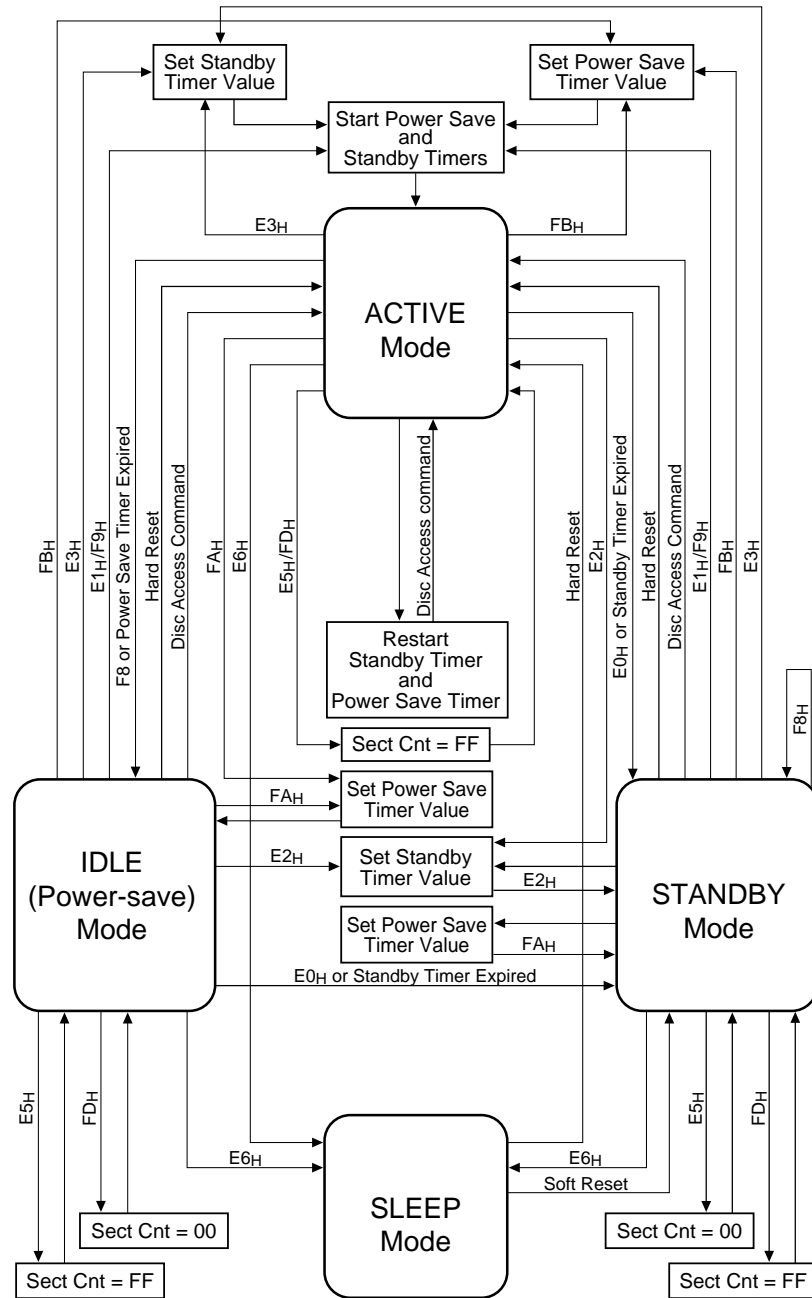 Set Standby
Timer Value
Set Power Save
Timer Value
Start Power Save
and
Standby Timers
E3H
FBH
ACTIVE
Mode
FBH
E3H
E1H/F9H
F8 or Power Save Timer Expired
Hard Reset
Disc Access Command
FAH
E6H
E5H/FDH
Disc Access command
Hard Reset
E2H
E0H or Standby Timer Expired
Hard Reset
Disc Access Command
E1H/F9H
FBH
E3H
Restart
Standby Timer
and
Power Save Timer
F8H
Sect Cnt = FF
IDLE
(Power-save)
Mode
FAH
Set Power Save
Timer Value
E2H
Set Standby
Timer Value
E2H
STANDBY
Mode
Set Power Save
Timer Value
FAH
E0H or Standby Timer Expired
E5H
FDH
E6H
SLEEP
Mode
E6H
Soft Reset
E5H
FDH
Sect Cnt = 00
Sect Cnt = FF
Sect Cnt = 00
Sect Cnt = FF